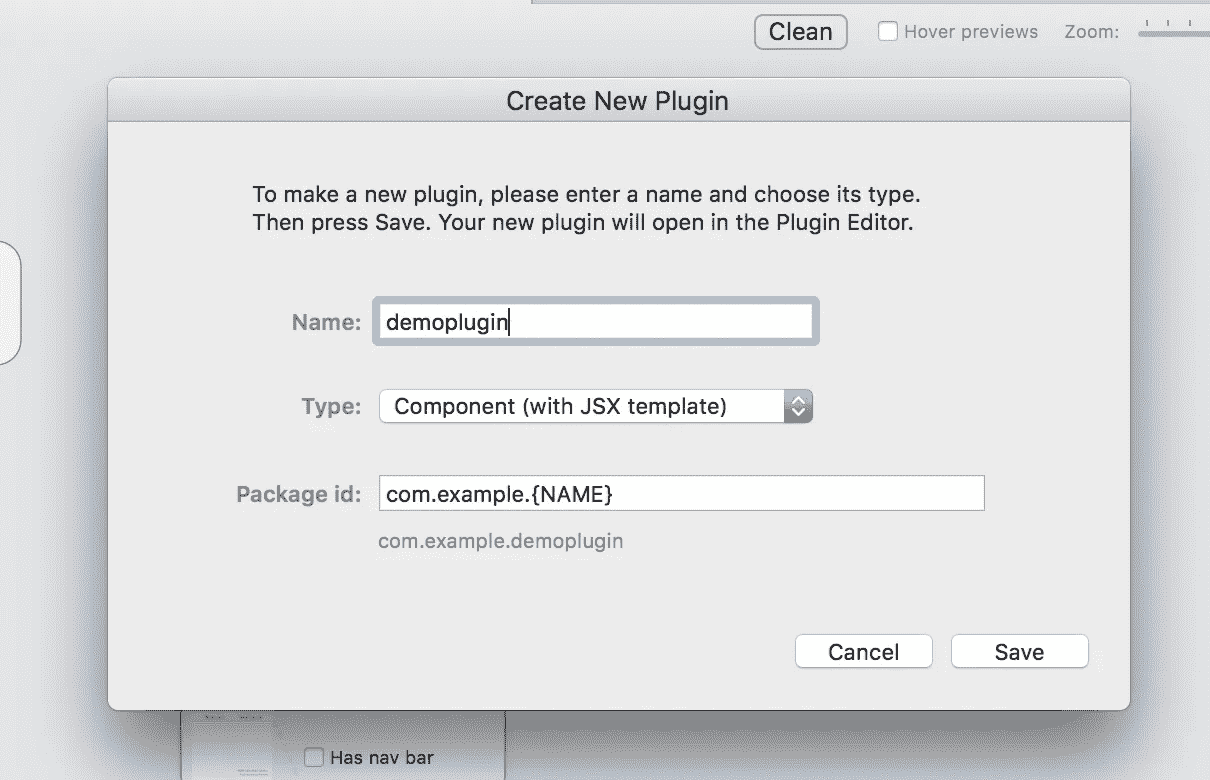 Clean
Hover previews
Zoom:
Create New Plugin
To make a new plugin, please enter a name and choose its type.
Then press Save. Your new plugin will open in the Plugin Editor.
Name: demoplugin
Type: Component (with JSX template)
Package id: com.example.{NAME}
com.example.demoplugin
Cancel
Save
Has nav bar